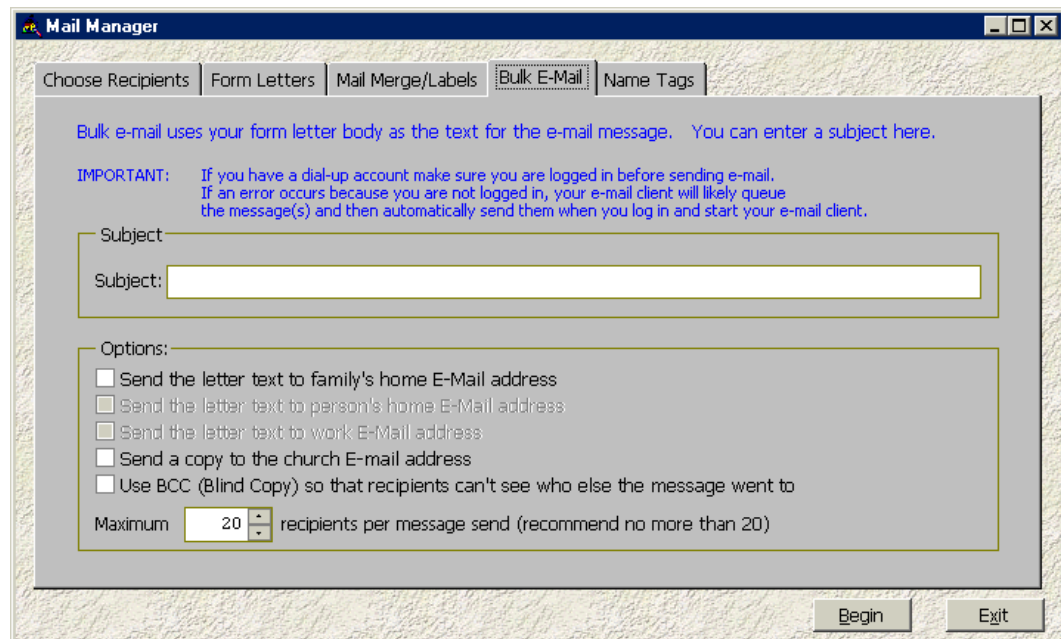 Mail Manager
Choose Recipients Form Letters Mail Merge/Labels Bulk E-Mail Name Tags
Bulk e-mail uses your form letter body as the text for the e-mail message. You can enter a subject here.
IMPORTANT: If you have a dial-up account make sure you are logged in before sending e-mail.
If an error occurs because you are not logged in, your e-mail client will likely queue
the message(s) and then automatically send them when you log in and start your e-mail client.
Subject
Subject:
Options:
Send the letter text to family's home E-Mail address
Send the letter text to person's home E-Mail address
Send the letter text to work E-Mail address
Send a copy to the church E-mail address
Use BCC (Blind Copy) so that recipients can't see who else the message went to
Maximum 20 recipients per message send (recommend no more than 20)
Begin Exit